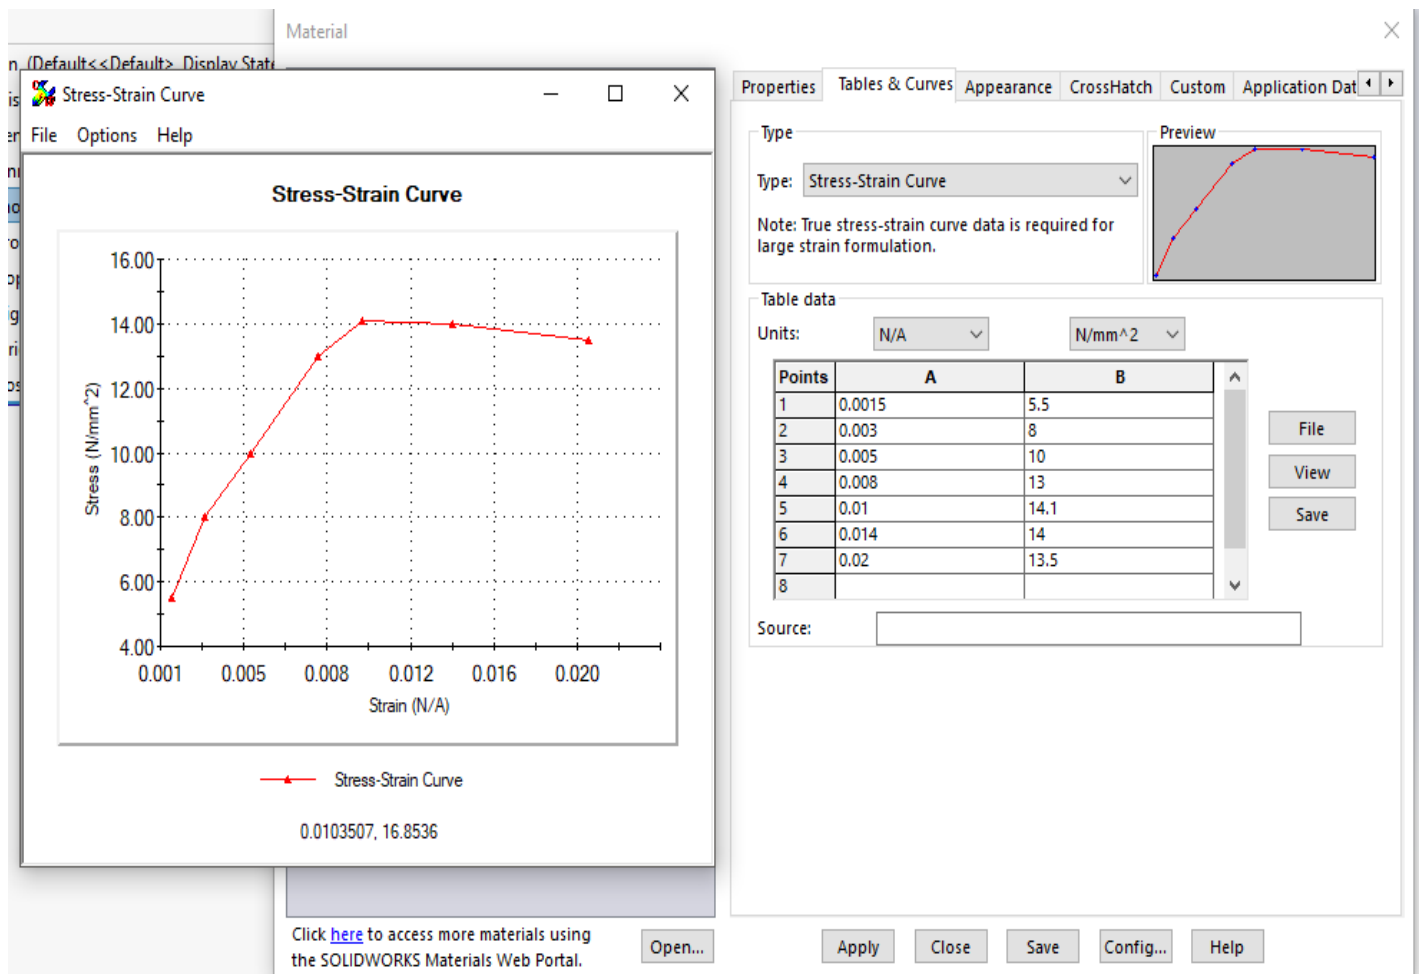 Material
n  (Default<<Default>_Display State
Stress-Strain Curve
File Options Help
Stress-Strain Curve
16.00
14.00
12.00
10.00
8.00
6.00
4.00
Stress (N/mm^2)
0.001 0.005 0.008 0.012 0.016 0.020
Strain (N/A)
Stress-Strain Curve
0.0103507, 16.8536
Click here to access more materials using
the SOLIDWORKS Materials Web Portal.
Open...
Properties Tables & Curves Appearance CrossHatch Custom Application Dat
Type
Type: Stress-Strain Curve
Note: True stress-strain curve data is required for
large strain formulation.
Preview
Table data
Units: N/A N/mm^2
Points A B
1 0.0015 5.5
2 0.003 8
3 0.005 10
4 0.008 13
5 0.01 14.1
6 0.014 14
7 0.02 13.5
8
File
View
Save
Source:
Apply Close Save Config... Help